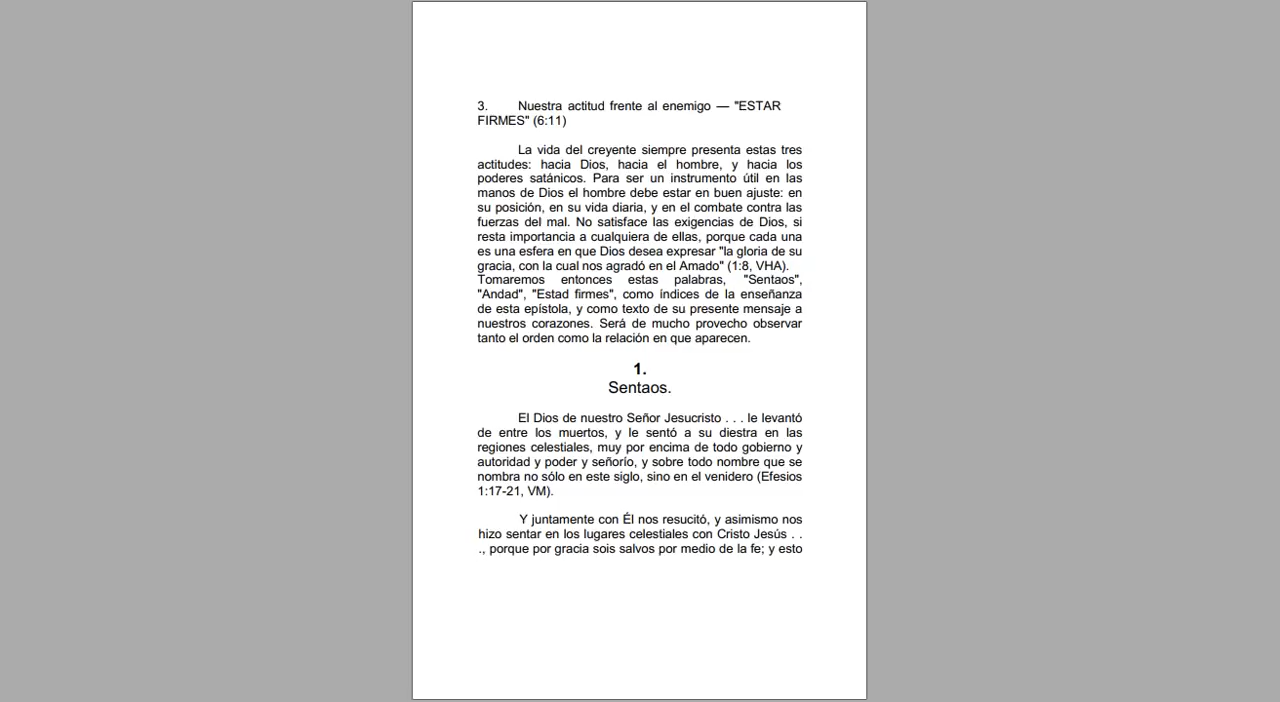 3. Nuestra actitud frente al enemigo — "ESTAR
FIRMES" (6:11)
La vida del creyente siempre presenta estas tres
actitudes: hacia Dios, hacia el hombre, y hacia los
poderes satánicos. Para ser un instrumento útil en las
manos de Dios el hombre debe estar en buen ajuste: en
su posición, en su vida diaria, y en el combate contra las
fuerzas del mal. No satisface las exigencias de Dios, si
resta importancia a cualquiera de ellas, porque cada una
es una esfera en que Dios desea expresar "la gloria de su
gracia, con la cual nos agradó en el Amado" (1:8, VHA).
Tomaremos entonces estas palabras, "Sentaos",
"Andad", "Estad firmes", como índices de la enseñanza
de esta epístola, y como texto de su presente mensaje a
nuestros corazones. Será de mucho provecho observar
tanto el orden como la relación en que aparecen.
1.
Sentaos.
El Dios de nuestro Señor Jesucristo . . . le levantó
de entre los muertos, y le sentó a su diestra en las
regiones celestiales, muy por encima de todo gobierno y
autoridad y poder y señorío, y sobre todo nombre que se
nombra no sólo en este siglo, sino en el venidero (Efesios
1:17-21, VM).
Y juntamente con Él nos resucitó, y asimismo nos
hizo sentar en los lugares celestiales con Cristo Jesús . .
., porque por gracia sois salvos por medio de la fe; y esto